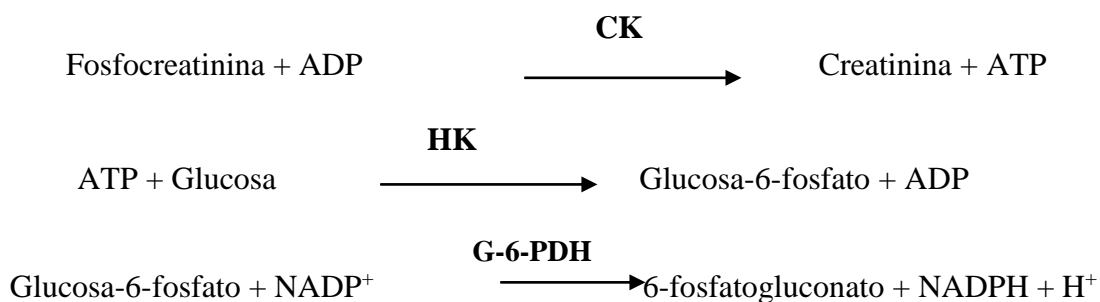 CK
Fosfocreatinina + ADP Creatinina + ATP
HK
ATP + Glucosa Glucosa-6-fosfato + ADP
G-6-PDH
Glucosa-6-fosfato + NADP⁺ 6-fosfatogluconato + NADPH + H⁺